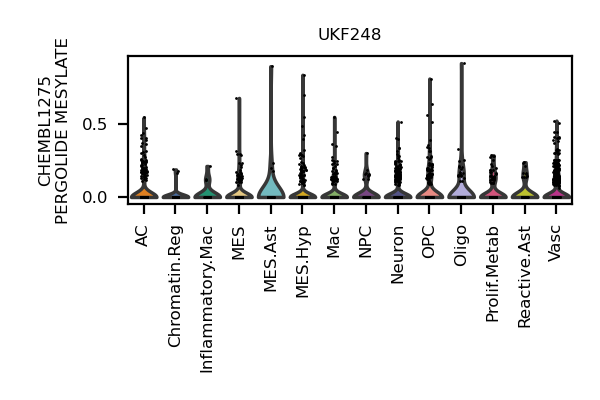 UKF248
CHEMBL1275
PERGOLIDE MESYLATE
0.5
0.0
AC
Chromatin.Reg
Inflammatory.Mac
MES
MES.Ast
MES.Hyp
Mac
NPC
Neuron
OPC
Oligo
Prolif.Metab
Reactive.Ast
Vasc